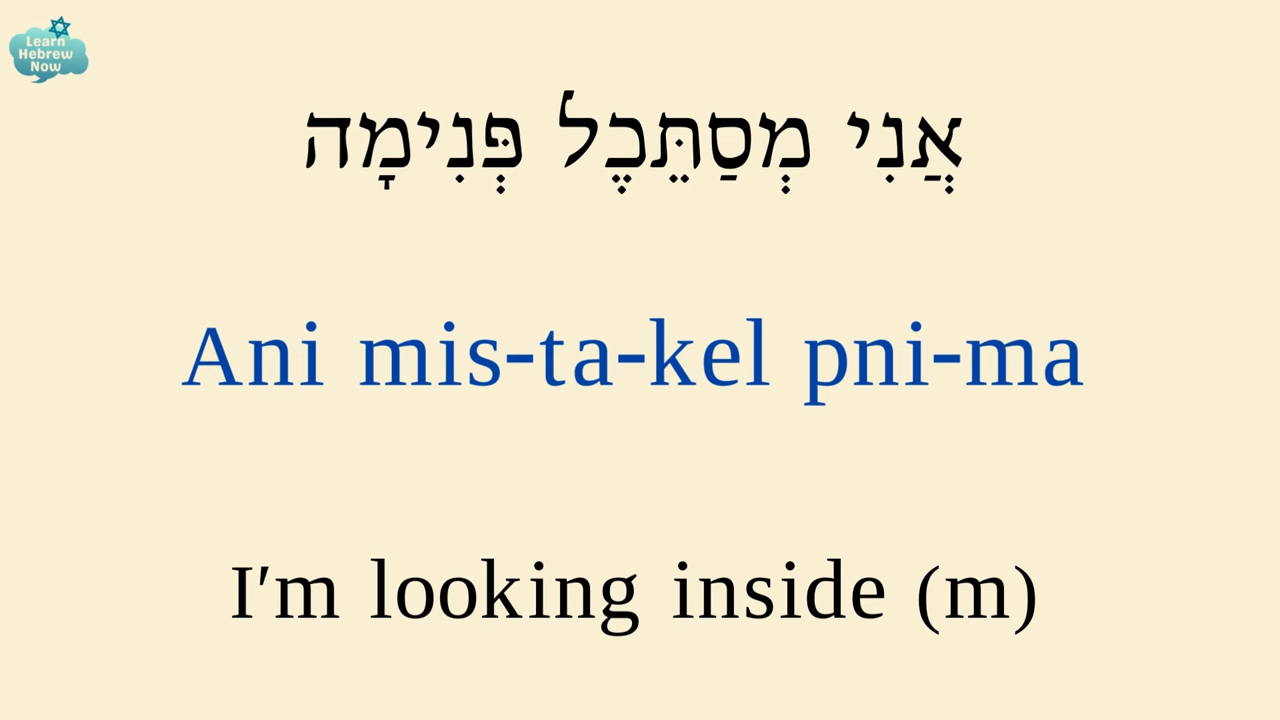 Learn
Hebrew
Now
אֲנִי מְסַתֵּכֶל פְּנִימָה
Ani mis-ta-kel pni-ma
I'm looking inside (m)